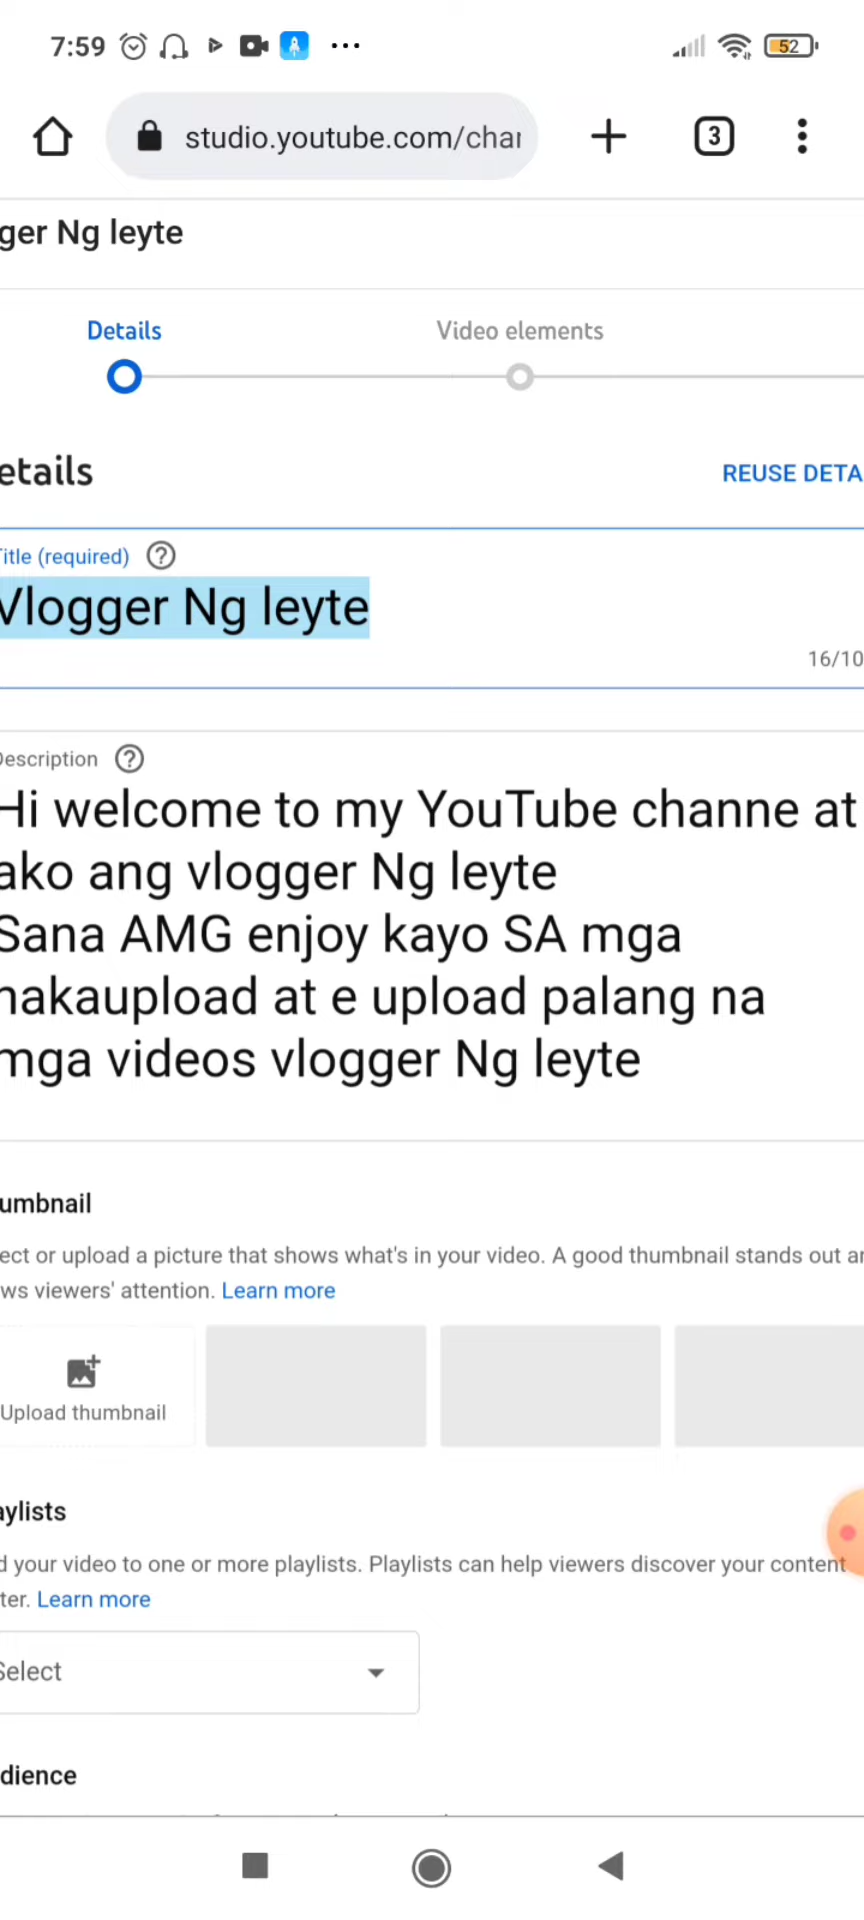 7:59 52
studio.youtube.com/char
3
ger Ng leyte
Details Video elements
etails REUSE DETA
Title (required)
Vlogger Ng leyte
16/10
Description
Hi welcome to my YouTube channe at
ako ang vlogger Ng leyte
Sana AMG enjoy kayo SA mga
nakaupload at e upload palang na
mga videos vlogger Ng leyte
umbnail
ect or upload a picture that shows what's in your video. A good thumbnail stands out an
ws viewers' attention. Learn more
Upload thumbnail
aylists
d your video to one or more playlists. Playlists can help viewers discover your content
ter. Learn more
Select
dience